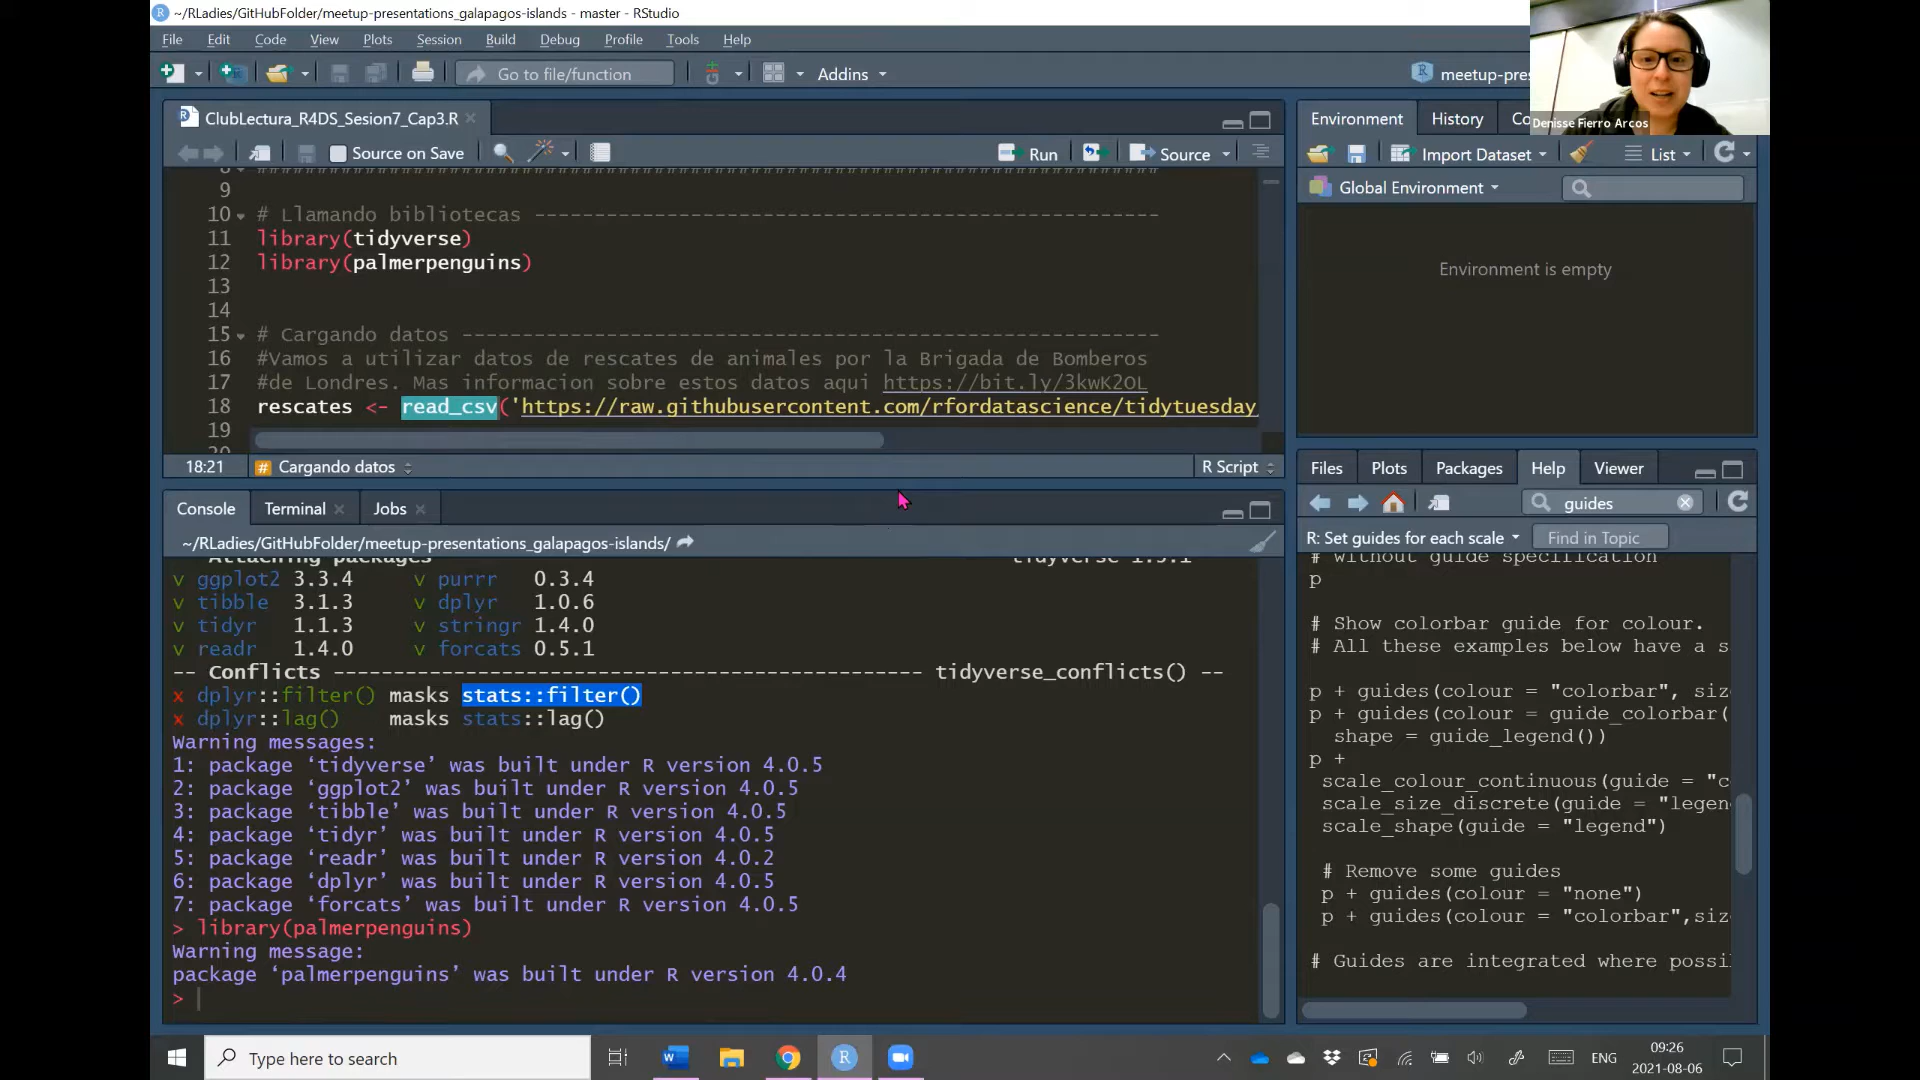 ~/RLadies/GitHubFolder/meetup-presentations_galapagos-islands - master - RStudio
File Edit Code View Plots Session Build Debug Profile Tools Help
Go to file/function Addins meetup-pres
Denisse Fierro Arcos
ClubLectura_R4DS_Sesion7_Cap3.R
Source on Save Run Source
9
10 # Llamando bibliotecas ----------------------------------------------------
11 library(tidyverse)
12 library(palmerpenguins)
13
14
15 # Cargando datos ----------------------------------------------------------
16 #Vamos a utilizar datos de rescates de animales por la Brigada de Bomberos
17 #de Londres. Mas informacion sobre estos datos aqui https://bit.ly/3kwK2OL
18 rescates <- read_csv('https://raw.githubusercontent.com/rfordatascience/tidytuesday
19
18:21 # Cargando datos R Script
Console Terminal Jobs
~/RLadies/GitHubFolder/meetup-presentations_galapagos-islands/
Attaching packages tidyverse 1.3.1
v ggplot2 3.3.4 v purrr 0.3.4
v tibble 3.1.3 v dplyr 1.0.6
v tidyr 1.1.3 v stringr 1.4.0
v readr 1.4.0 v forcats 0.5.1
-- Conflicts ------------------------------------------------- tidyverse_conflicts() --
x dplyr::filter() masks stats::filter()
x dplyr::lag() masks stats::lag()
Warning messages:
1: package ‘tidyverse’ was built under R version 4.0.5
2: package ‘ggplot2’ was built under R version 4.0.5
3: package ‘tibble’ was built under R version 4.0.5
4: package ‘tidyr’ was built under R version 4.0.5
5: package ‘readr’ was built under R version 4.0.2
6: package ‘dplyr’ was built under R version 4.0.5
7: package ‘forcats’ was built under R version 4.0.5
> library(palmerpenguins)
Warning message:
package ‘palmerpenguins’ was built under R version 4.0.4
>
Environment History Co
Import Dataset List
Global Environment
Environment is empty
Files Plots Packages Help Viewer
guides
R: Set guides for each scale Find in Topic
# without guide specification
p
# Show colorbar guide for colour.
# All these examples below have a s
p + guides(colour = "colorbar", siz
p + guides(colour = guide_colorbar(
shape = guide_legend())
p +
scale_colour_continuous(guide = "c
scale_size_discrete(guide = "legen
scale_shape(guide = "legend")
# Remove some guides
p + guides(colour = "none")
p + guides(colour = "colorbar",siz
# Guides are integrated where possi
Type here to search
ENG
09:26
2021-08-06